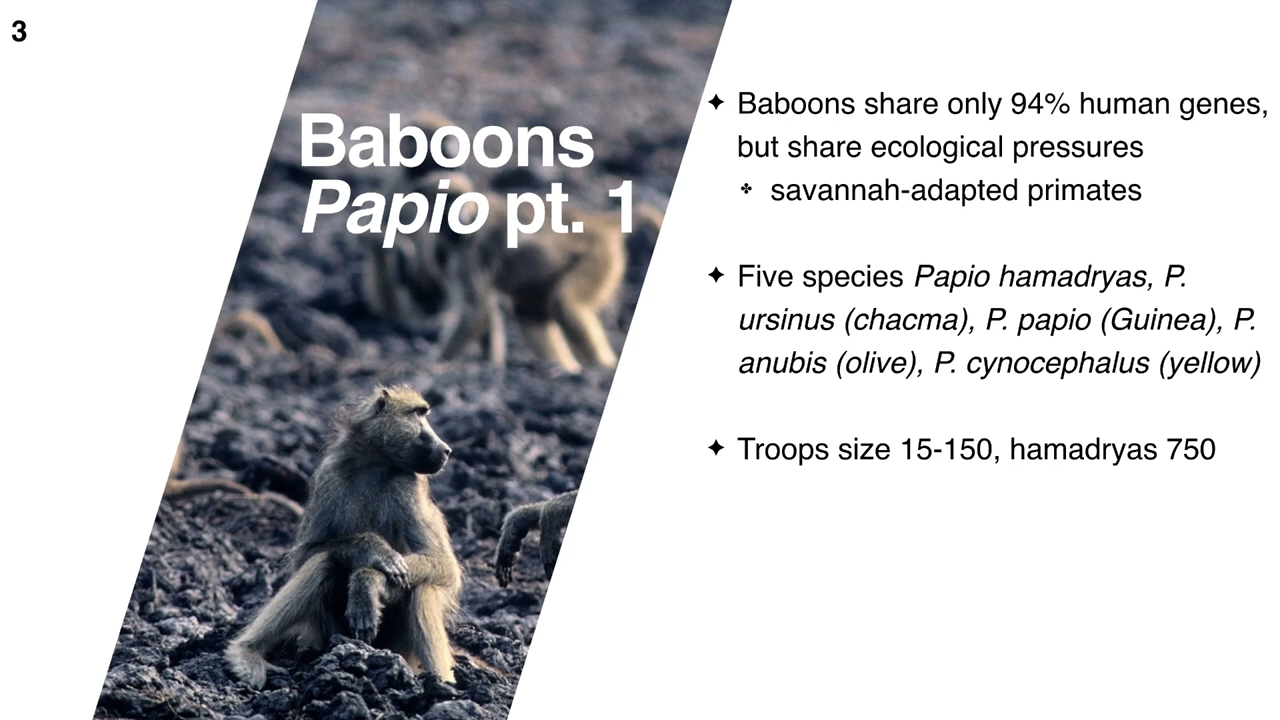 3
Baboons
Papio pt. 1
✦ Baboons share only 94% human genes,
but share ecological pressures
✤ savannah-adapted primates
✦ Five species Papio hamadryas, P.
ursinus (chacma), P. papio (Guinea), P.
anubis (olive), P. cynocephalus (yellow)
✦ Troops size 15-150, hamadryas 750